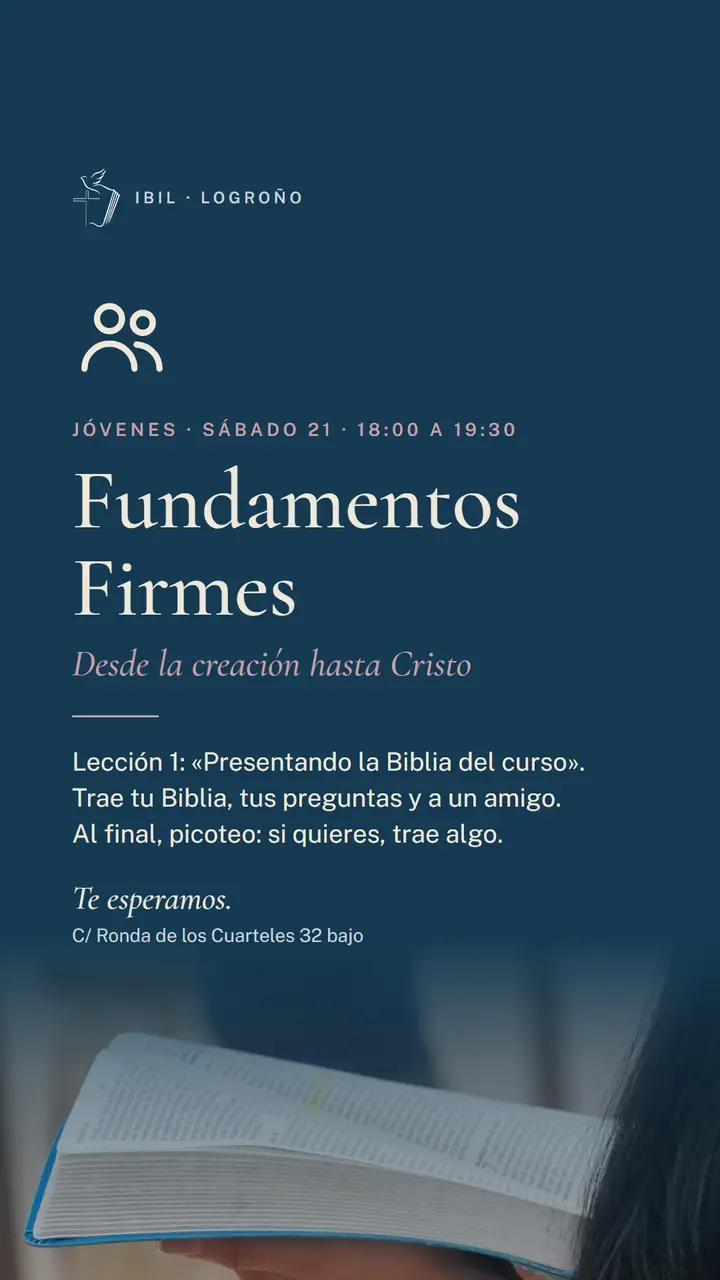 IBIL · LOGROÑO
JÓVENES · SÁBADO 21 · 18:00 A 19:30
Fundamentos
Firmes
Desde la creación hasta Cristo
Lección 1: «Presentando la Biblia del curso».
Trae tu Biblia, tus preguntas y a un amigo.
Al final, picoteo: si quieres, trae algo.
Te esperamos.
C/ Ronda de los Cuarteles 32 bajo